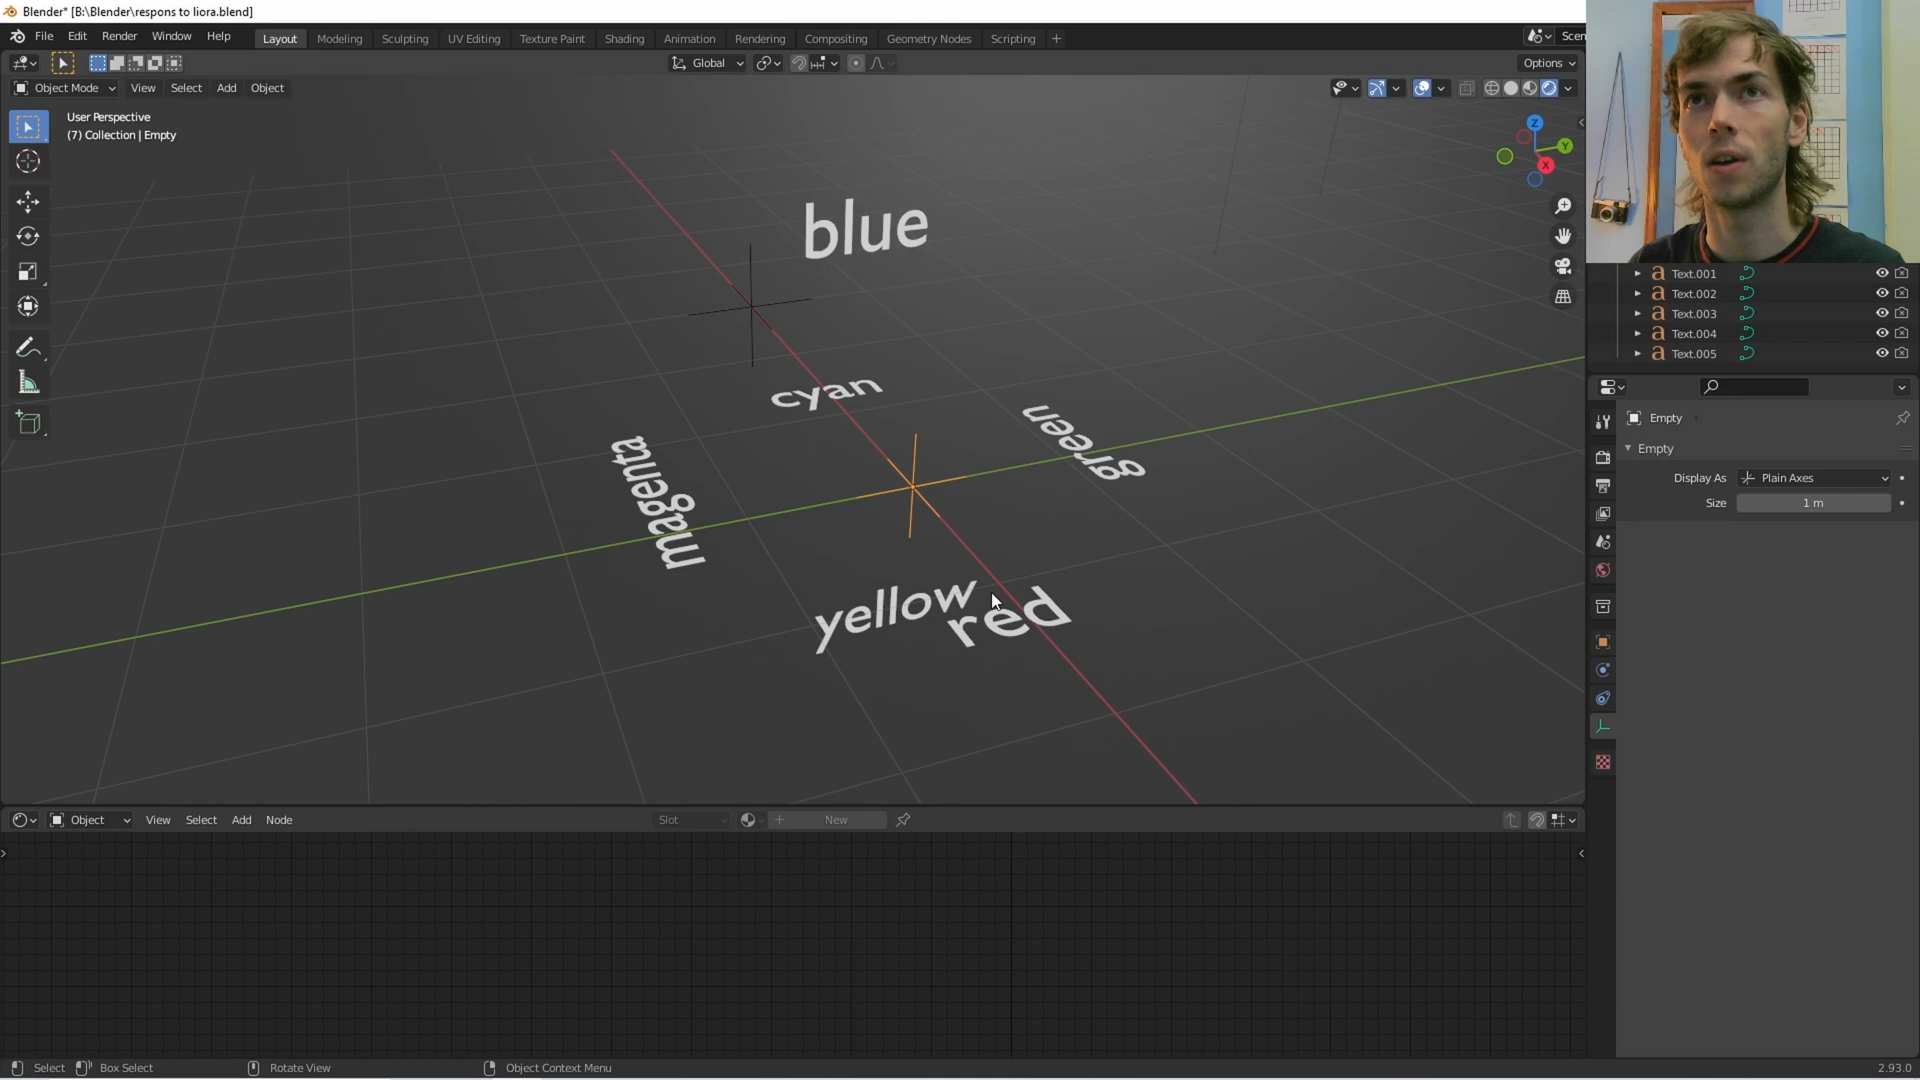 Blender* [B:\Blender\respons to liora.blend]
File Edit Render Window Help Layout Modeling Sculpting UV Editing Texture Paint Shading Animation Rendering Compositing Geometry Nodes Scripting + Scen
Global Options
Object Mode View Select Add Object
User Perspective
(7) Collection | Empty
Z
Y
X
blue
cyan
green
magenta
yellow
red
Text.001
Text.002
Text.003
Text.004
Text.005
Empty
Empty
Display As Plain Axes
Size 1 m
Object View Select Add Node Slot New
Select Box Select Rotate View Object Context Menu 2.93.0